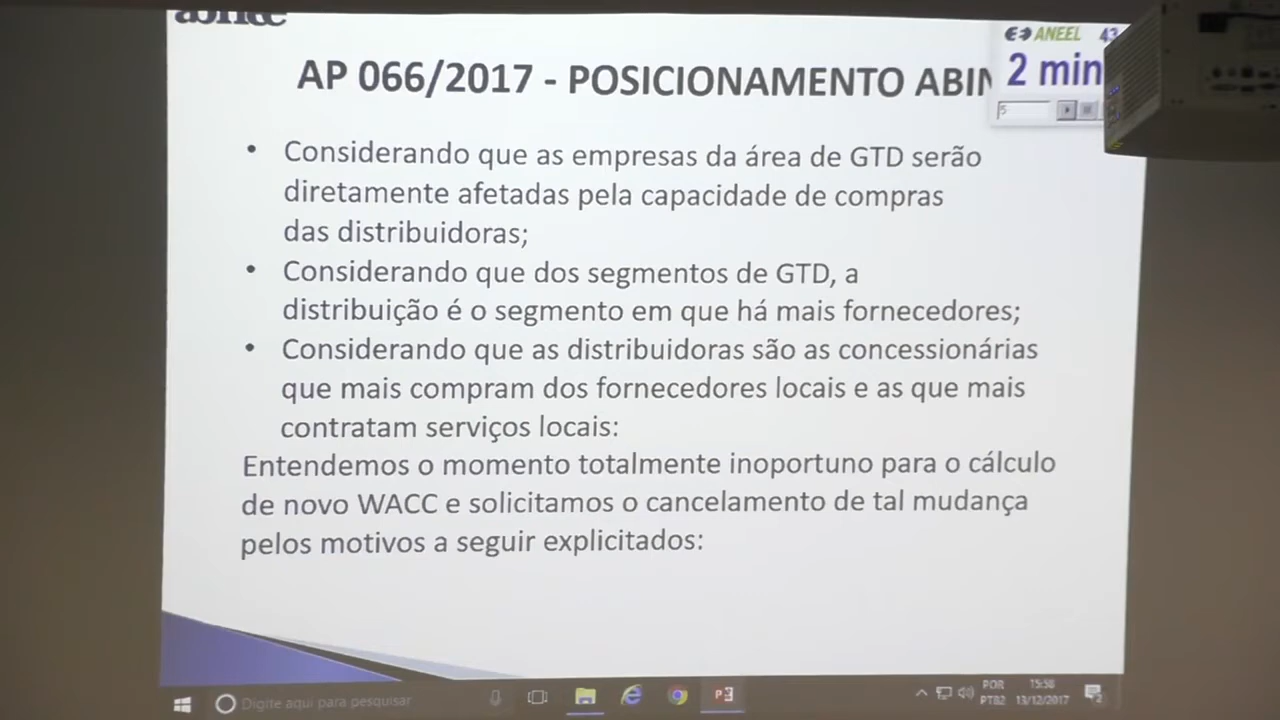 AP 066/2017 - POSICIONAMENTO ABIN
ANEEL 43
2 min
5
• Considerando que as empresas da área de GTD serão
diretamente afetadas pela capacidade de compras
das distribuidoras;
• Considerando que dos segmentos de GTD, a
distribuição é o segmento em que há mais fornecedores;
• Considerando que as distribuidoras são as concessionárias
que mais compram dos fornecedores locais e as que mais
contratam serviços locais:
Entendemos o momento totalmente inoportuno para o cálculo
de novo WACC e solicitamos o cancelamento de tal mudança
pelos motivos a seguir explicitados:
Digite aqui para pesquisar
POR
PTB2
15:58
13/12/2017
2